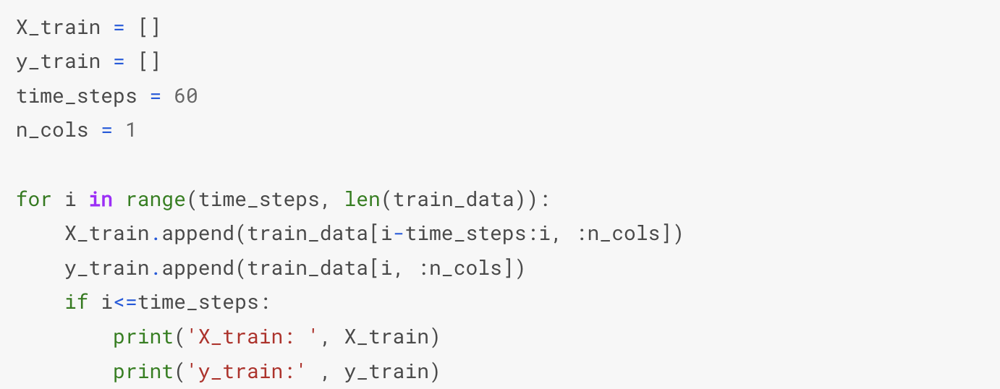 X_train = []
y_train = []
time_steps = 60
n_cols = 1

for i in range(time_steps, len(train_data)):
    X_train.append(train_data[i-time_steps:i, :n_cols])
    y_train.append(train_data[i, :n_cols])
    if i<=time_steps:
        print('X_train: ', X_train)
        print('y_train:' , y_train)